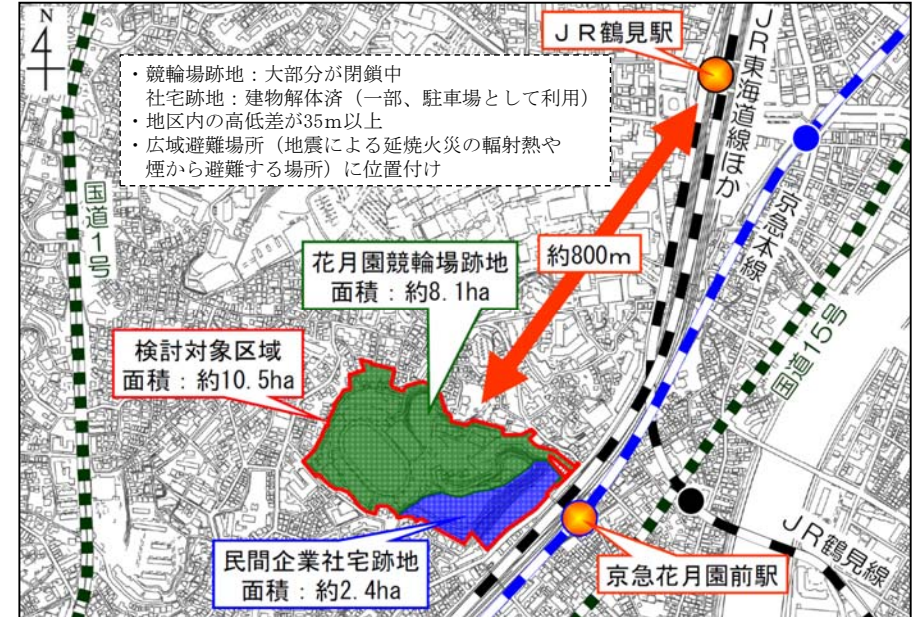 N
JR鶴見駅
JR東海道線ほか
・競輪場跡地：大部分が閉鎖中
社宅跡地：建物解体済（一部、駐車場として利用）
・地区内の高低差が35m以上
・広域避難場所（地震による延焼火災の輻射熱や
煙から避難する場所）に位置付け
国道1号
京急本線
花月園競輪場跡地
面積：約8.1ha
約800m
国道15号
検討対象区域
面積：約10.5ha
民間企業社宅跡地
面積：約2.4ha
京急花月園前駅
JR鶴見線